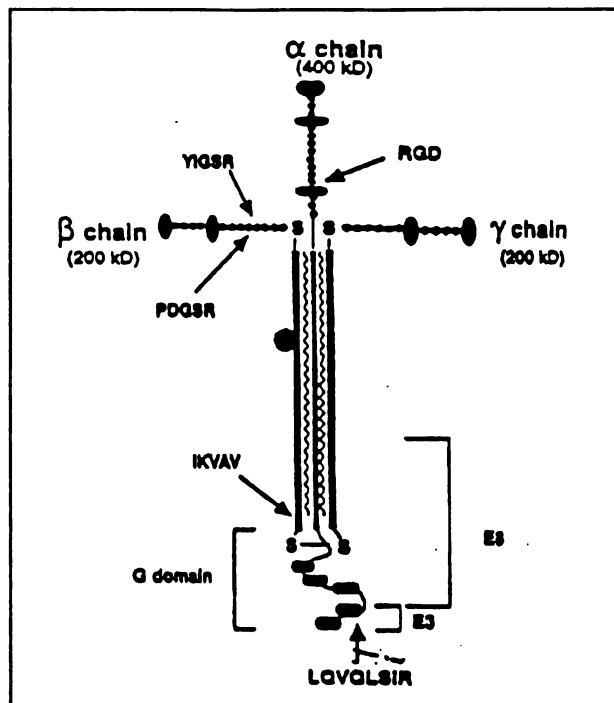 α chain
(400 kD)
YIGSR
RGD
S S
β chain
(200 kD)
γ chain
(200 kD)
PDGSR
IKVAV
S S
E8
G domain
E3
LQVQLSIR